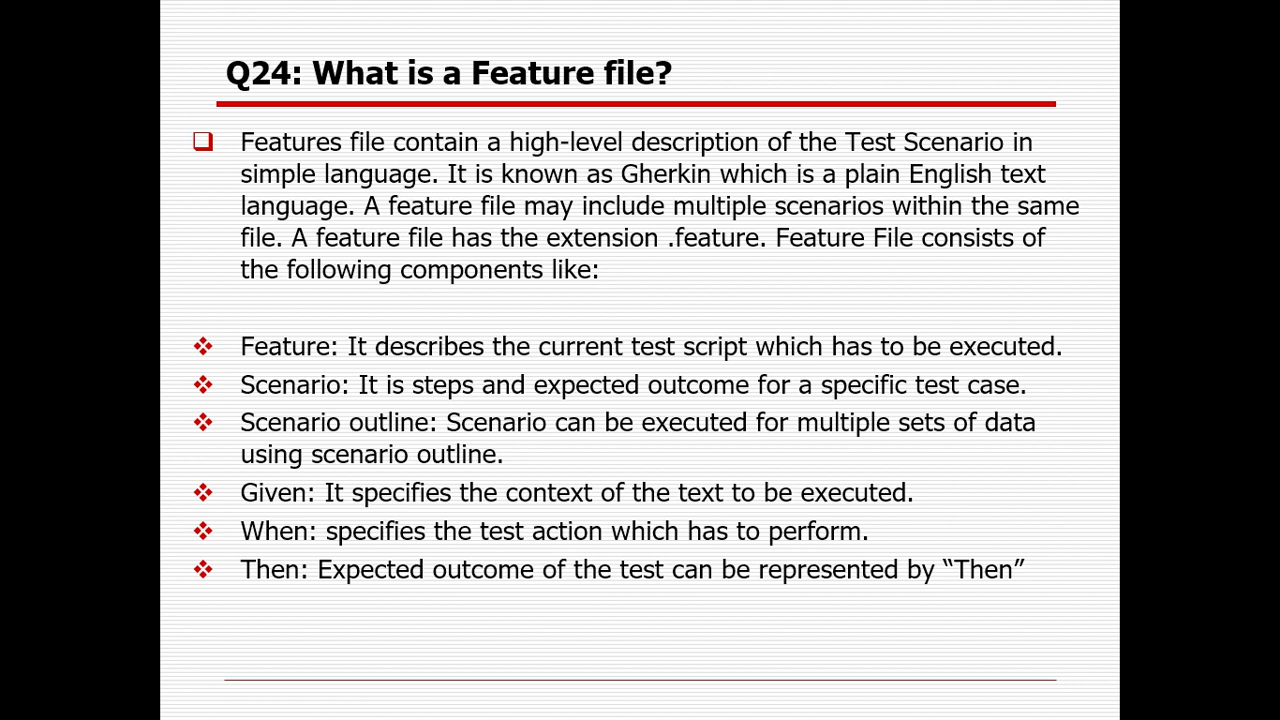 Q24: What is a Feature file?
Features file contain a high-level description of the Test Scenario in
simple language. It is known as Gherkin which is a plain English text
language. A feature file may include multiple scenarios within the same
file. A feature file has the extension .feature. Feature File consists of
the following components like:
Feature: It describes the current test script which has to be executed.
Scenario: It is steps and expected outcome for a specific test case.
Scenario outline: Scenario can be executed for multiple sets of data
using scenario outline.
Given: It specifies the context of the text to be executed.
When: specifies the test action which has to perform.
Then: Expected outcome of the test can be represented by “Then”